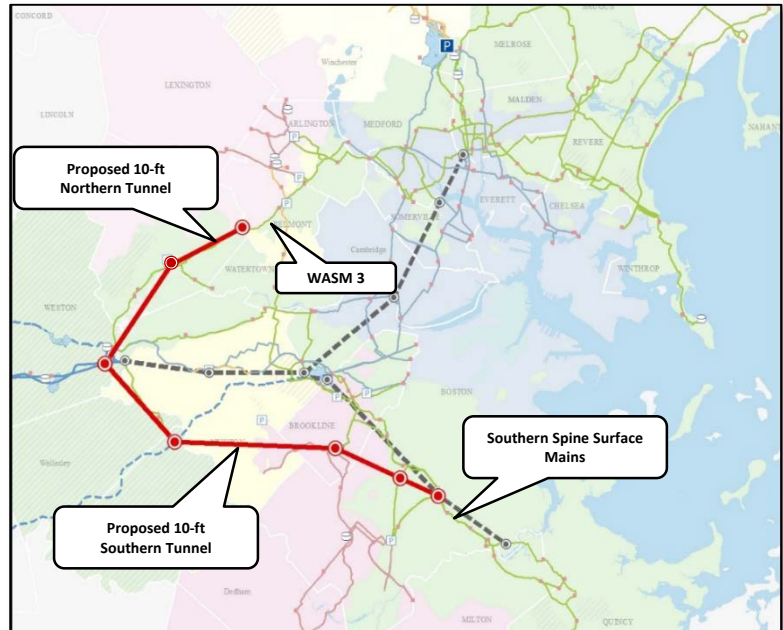 CONCORD
MELROSE
Winchester
LEXINGTON
P
LINCOLN
MALDEN
ARLINGTON
MEDFORD
P
REVERE
NAHANT
Proposed 10-ft
Northern Tunnel
P
P
EVERETT
CHELSEA
SOMERVILLE
BELMONT
Cambridge
WATERTOWN
WASM 3
WINTHROP
WESTON
BOSTON
P
P
P
BROOKLINE
Southern Spine Surface
Mains
NEWTON
Wellesley
Proposed 10-ft
Southern Tunnel
P
P
Dedham
MILTON
QUINCY